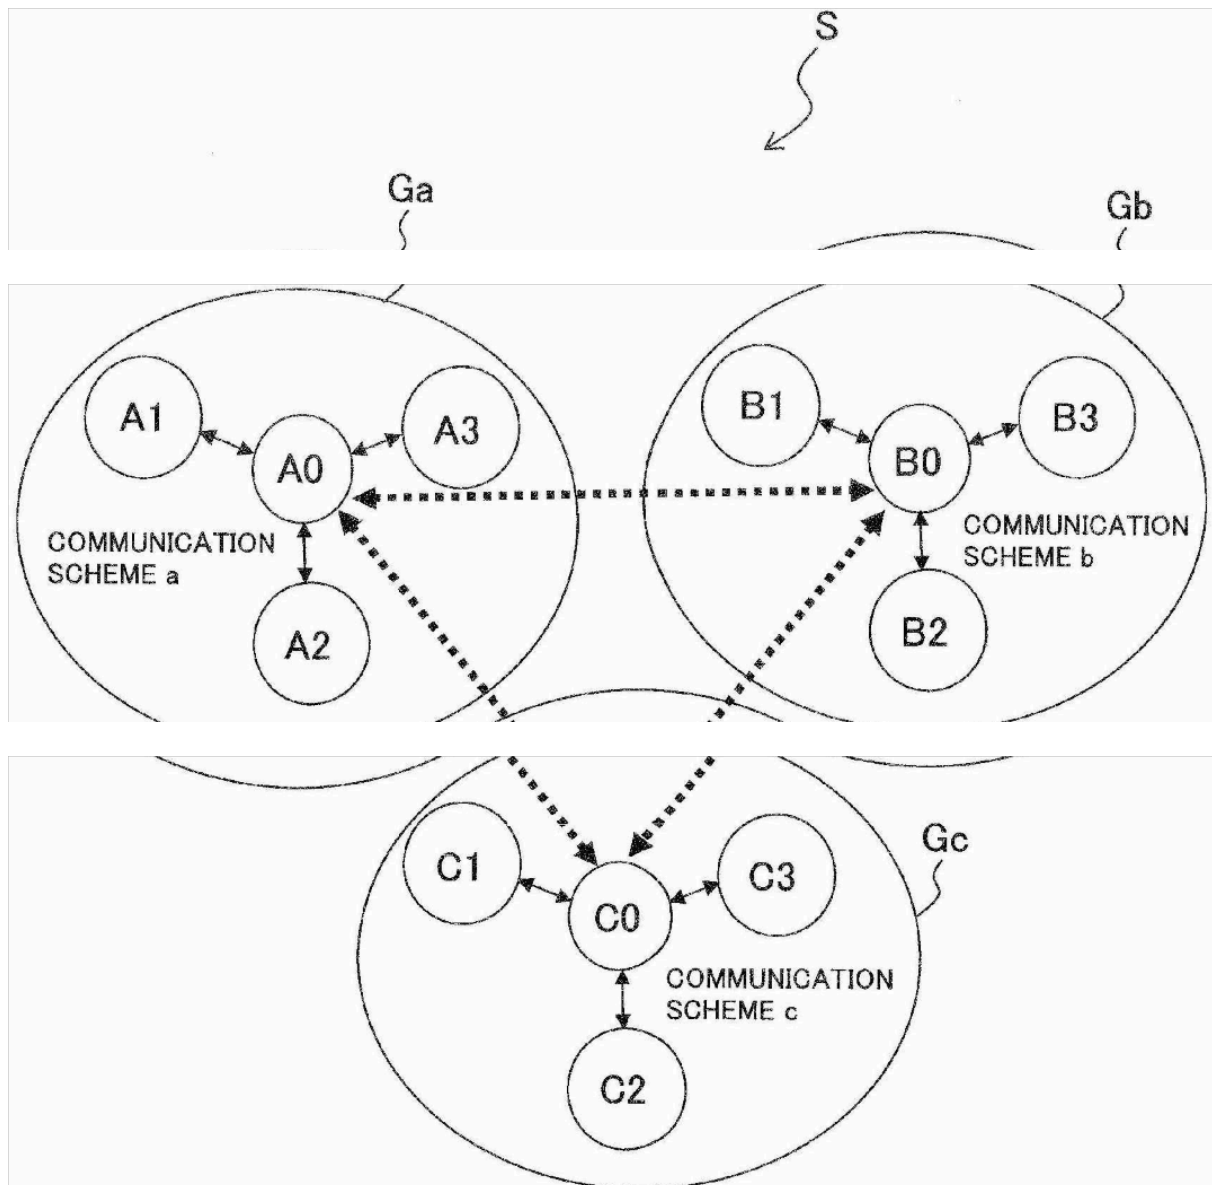 S
Ga
Gb
A1
A3
A0
B1
B3
B0
COMMUNICATION
SCHEME a
COMMUNICATION
SCHEME b
A2
B2
Gc
C1
C3
C0
COMMUNICATION
SCHEME c
C2